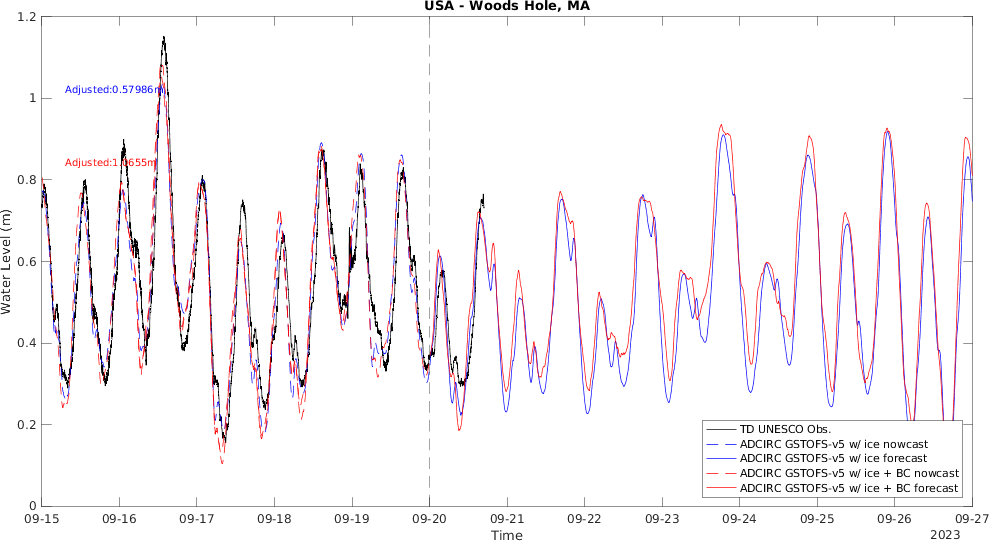 USA - Woods Hole, MA
Water Level (m)
1.2
1
0.8
0.6
0.4
0.2
0
Adjusted:0.57986m
Adjusted:1.0655m
TD UNESCO Obs.
ADCIRC GSTOFS-v5 w/ ice nowcast
ADCIRC GSTOFS-v5 w/ ice forecast
ADCIRC GSTOFS-v5 w/ ice + BC nowcast
ADCIRC GSTOFS-v5 w/ ice + BC forecast
09-15 09-16 09-17 09-18 09-19 09-20 09-21 09-22 09-23 09-24 09-25 09-26 09-27
Time
2023